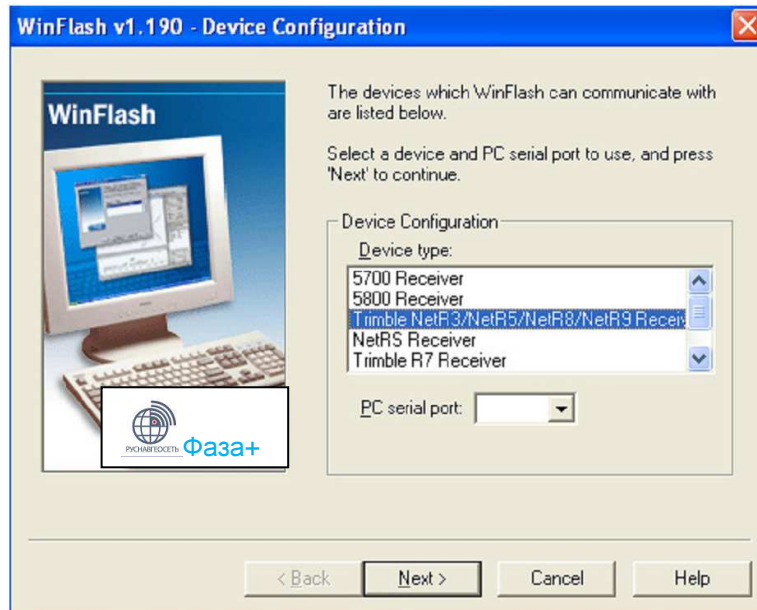 WinFlash v1.190 - Device Configuration
WinFlash
The devices which WinFlash can communicate with
are listed below.
Select a device and PC serial port to use, and press
'Next' to continue.
Device Configuration
Device type:
5700 Receiver
5800 Receiver
Trimble NetR3/NetR5/NetR8/NetR9 Receiv
NetRS Receiver
Trimble R7 Receiver
PC serial port:
РУСНАВГЕОСЕТЬ Фаза+
< Back
Next >
Cancel
Help